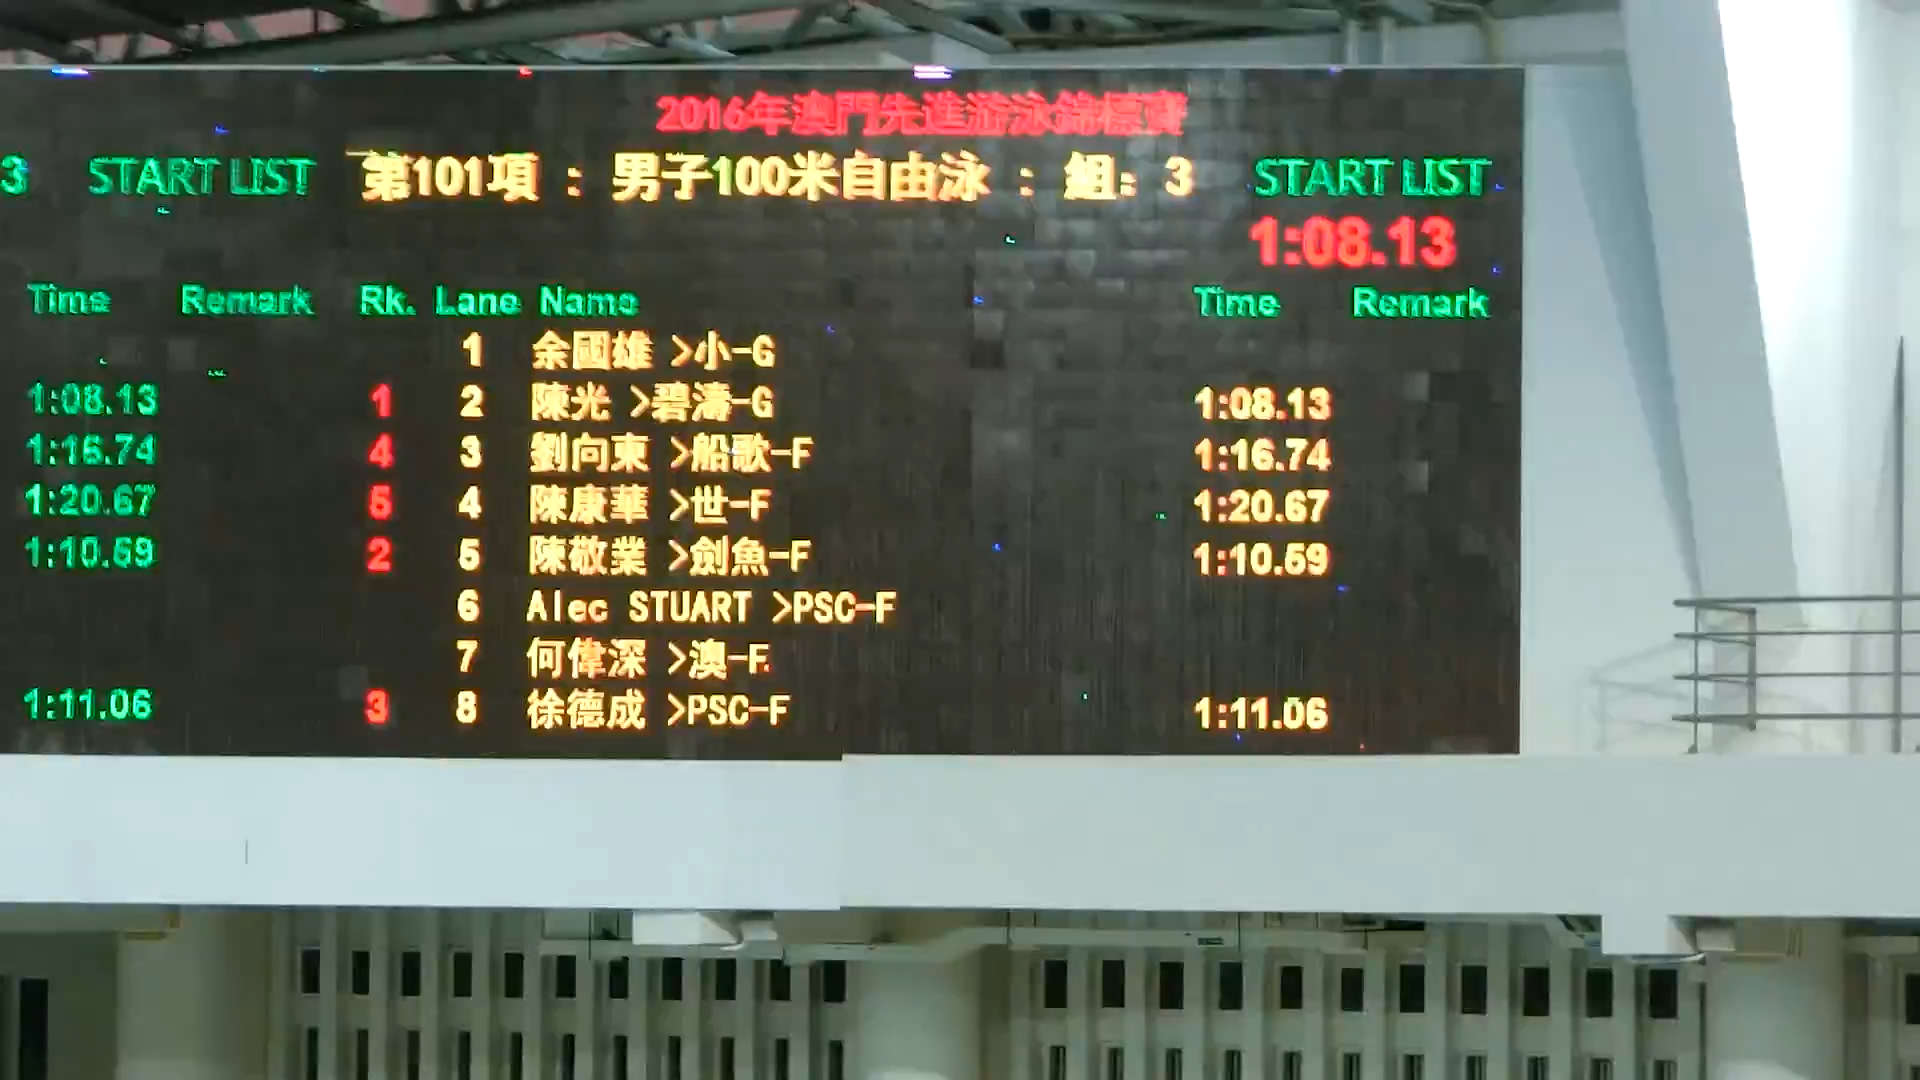 2016年澳門先進游泳錦標賽
3 START LIST 第101項 : 男子100米自由泳 : 組: 3 START LIST
1:08.13
Time Remark Rk. Lane Name Time Remark
1 余國雄 >小-G
1:08.13 1 2 陳光 >碧濤-G 1:08.13
1:16.74 4 3 劉向東 >船歌-F 1:16.74
1:20.67 5 4 陳康華 >世-F 1:20.67
1:10.59 2 5 陳敬業 >劍魚-F 1:10.59
6 Alec STUART >PSC-F
7 何偉深 >澳-F
1:11.06 3 8 徐德成 >PSC-F 1:11.06